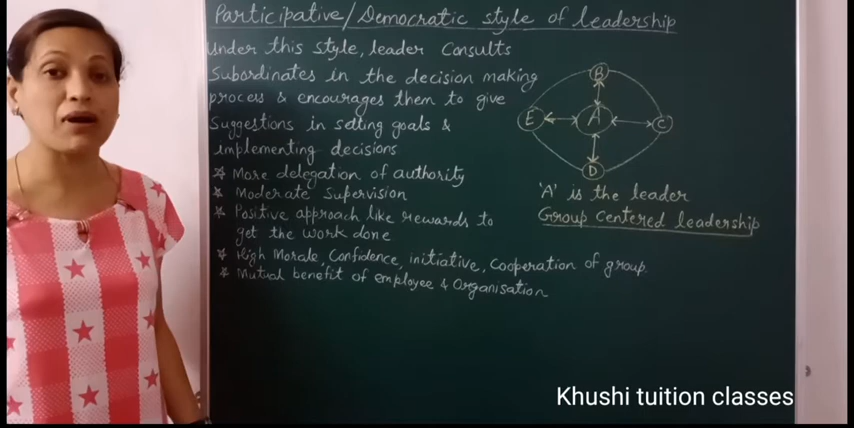 Participative/Democratic style of leadership
Under this style, leader Consults
Subordinates in the decision making
process & encourages them to give
Suggestions in setting goals &
implementing decisions
* More delegation of authority
* Moderate Supervision
* Positive approach like rewards to
get the work done
* High Morale, Confidence, initiative, Cooperation of group.
* Mutual benefit of employee & Organisation
B
E
A
C
D
'A' is the leader
Group Centered leadership
Khushi tuition classes